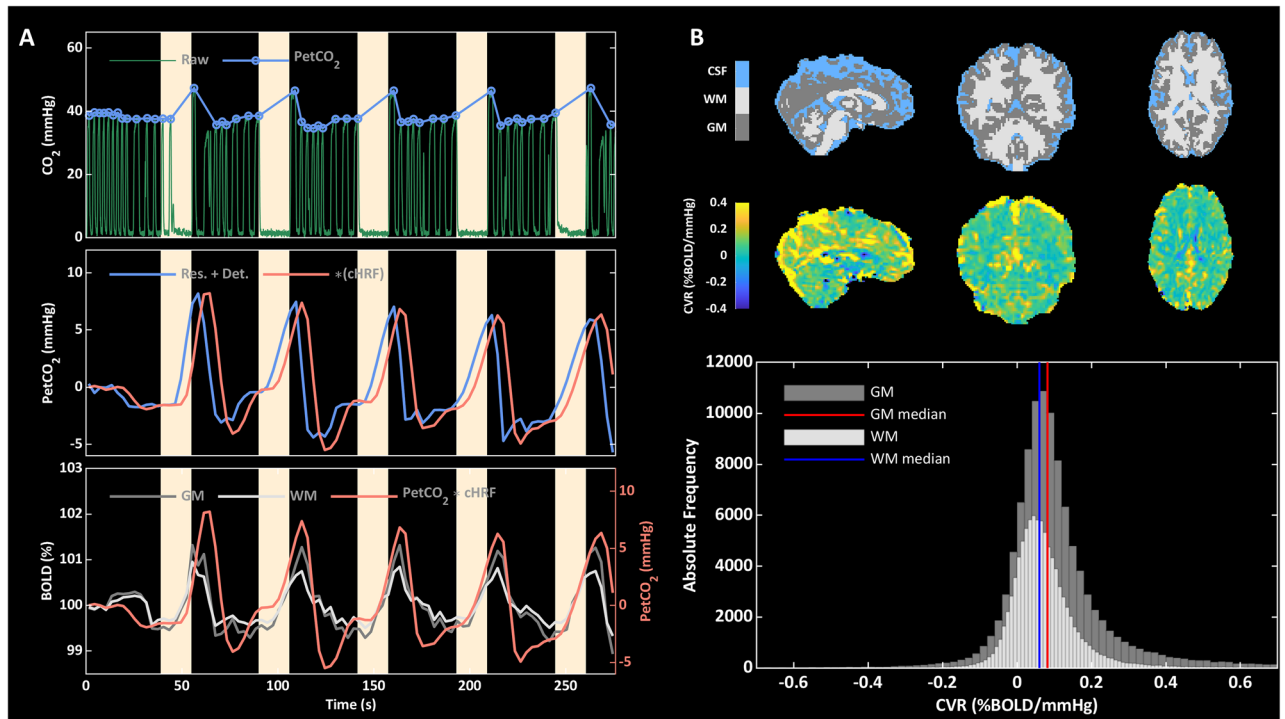 A
60
40
20
0
CO2 (mmHg)
Raw
PetCO2
10
5
0
-5
PetCO2 (mmHg)
Res. + Det.
*(cHRF)
103
102
101
100
99
BOLD (%)
GM
WM
PetCO2 * cHRF
10
5
0
-5
PetCO2 (mmHg)
0
50
100
150
200
250
Time (s)
B
CSF
WM
GM
0.4
0.2
0
-0.2
-0.4
CVR (%BOLD/mmHg)
12000
10000
8000
6000
4000
2000
0
Absolute Frequency
GM
GM median
WM
WM median
-0.6
-0.4
-0.2
0
0.2
0.4
0.6
CVR (%BOLD/mmHg)